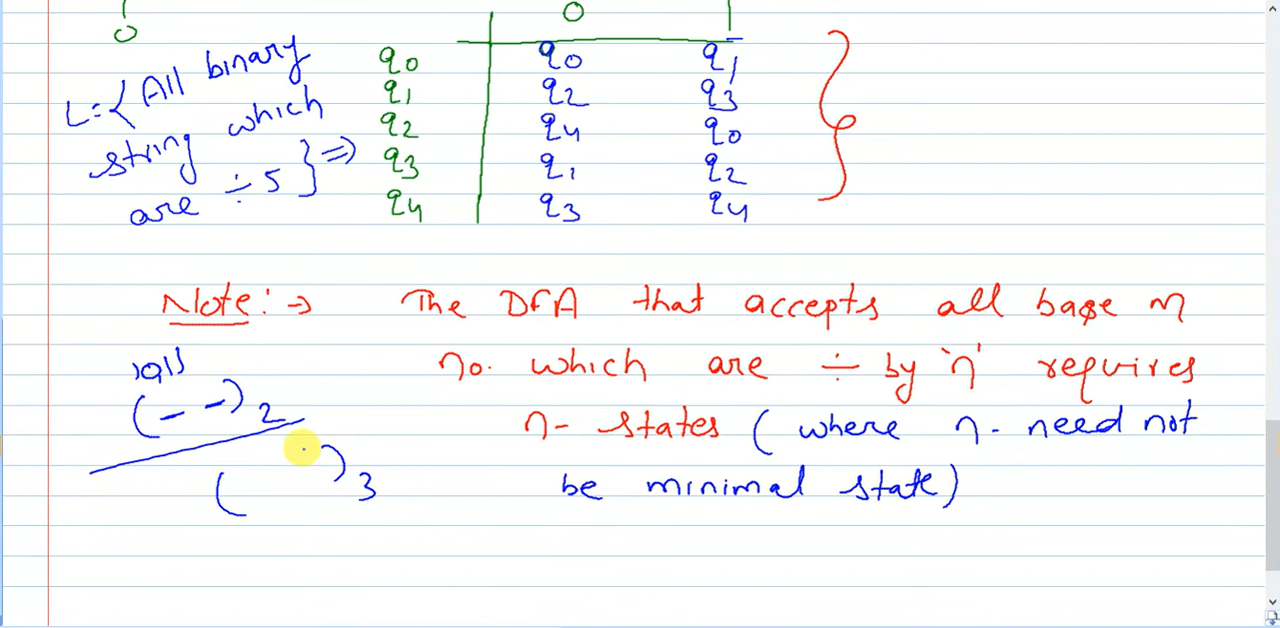 0 0 1
L = { All binary string which are ÷ 5 } ⇒
q0 q0 q1
q1 q2 q3
q2 q4 q0
q3 q1 q2
q4 q3 q4
Note: → The DFA that accepts all base m
no. which are ÷ by 'n' requires
n- states (where n- need not
be minimal state)
(- -)2
( )3